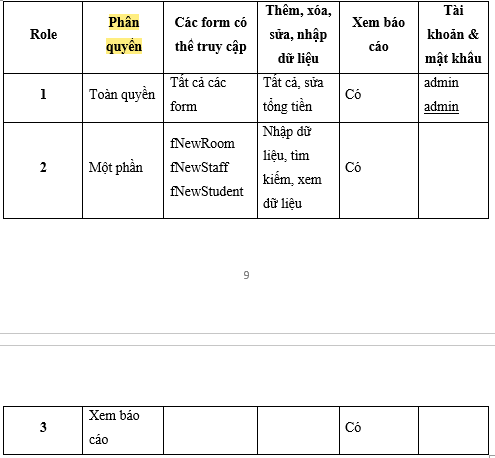 Role
Phân
quyền
Các form có
thể truy cập
Thêm, xóa,
sửa, nhập
dữ liệu
Xem báo
cáo
Tài
khoản &
mật khẩu
1
Toàn quyền
Tất cả các
form
Tất cả, sửa
tổng tiền
Có
admin
admin
2
Một phần
fNewRoom
fNewStaff
fNewStudent
Nhập dữ
liệu, tìm
kiếm, xem
dữ liệu
Có
9
3
Xem báo
cáo
Có